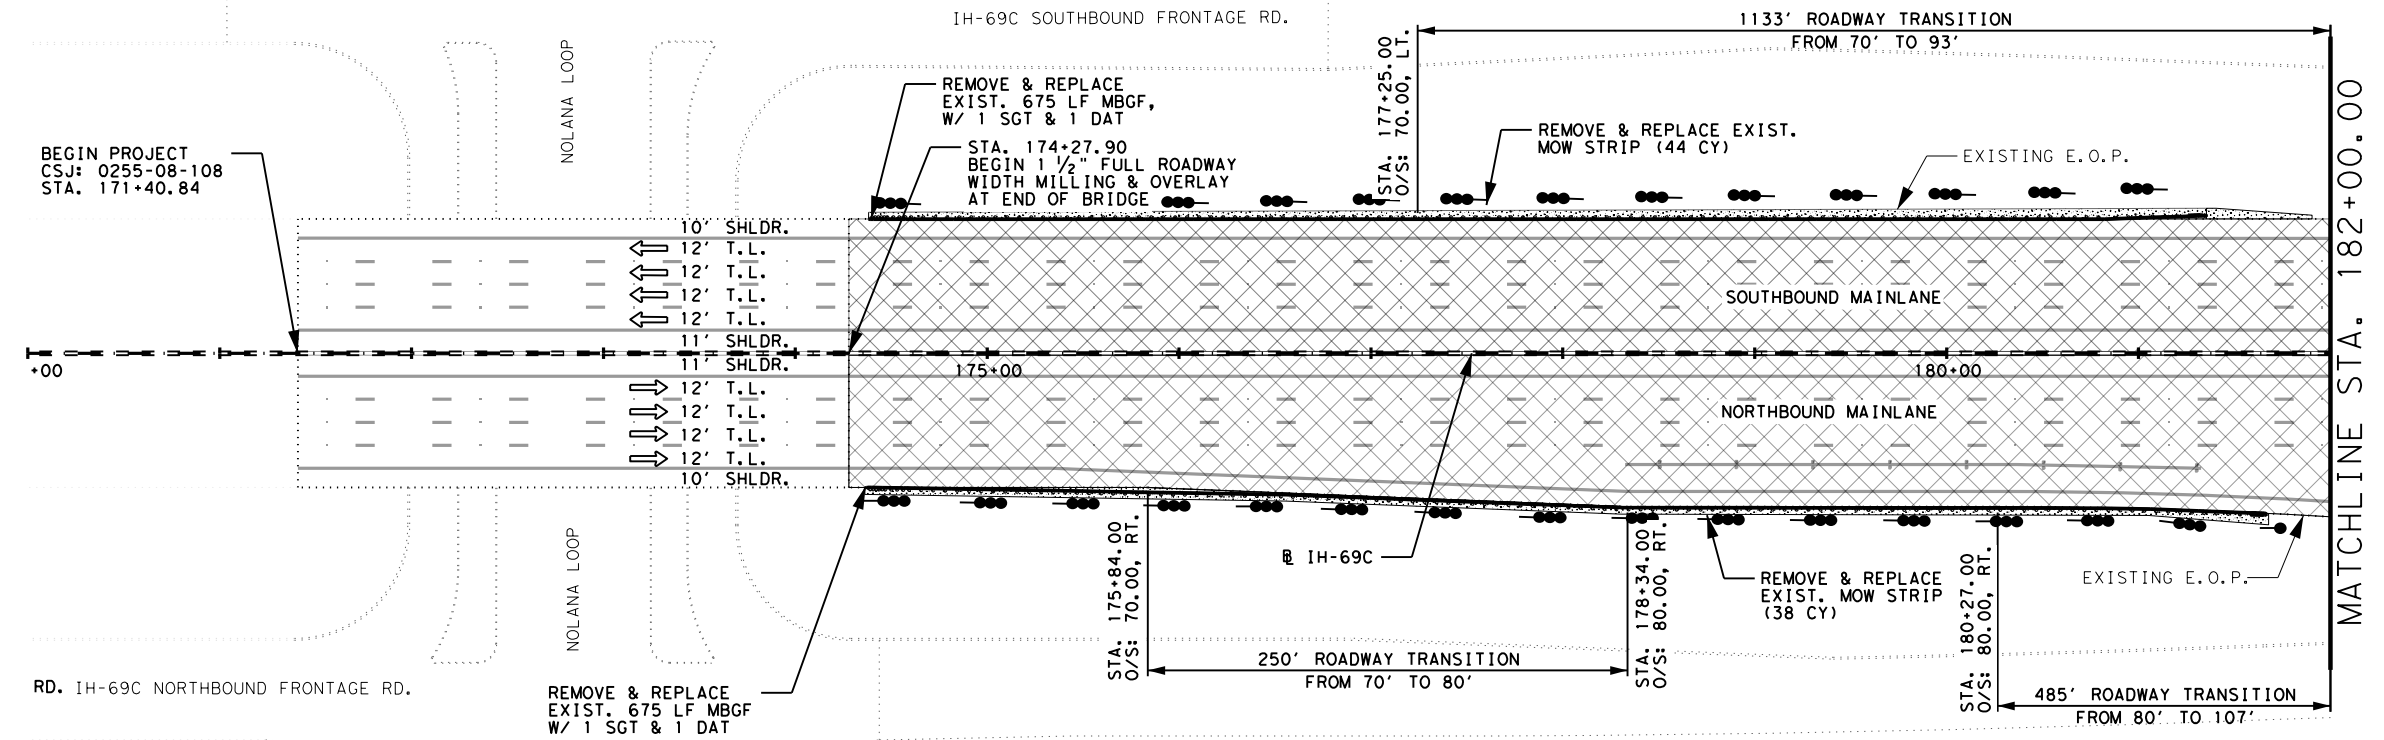 IH-69C SOUTHBOUND FRONTAGE RD.
1133' ROADWAY TRANSITION
FROM 70' TO 93'
NOLANA LOOP
STA. 177+25.00
O/S: 70.00, LT.
REMOVE & REPLACE
EXIST. 675 LF MBGF,
W/ 1 SGT & 1 DAT
STA. 174+27.90
BEGIN 1 1/2" FULL ROADWAY
WIDTH MILLING & OVERLAY
AT END OF BRIDGE
REMOVE & REPLACE EXIST.
MOW STRIP (44 CY)
EXISTING E.O.P.
BEGIN PROJECT
CSJ: 0255-08-108
STA. 171+40.84
MATCHLINE STA. 182+00.00
10' SHLDR.
12' T.L.
12' T.L.
12' T.L.
12' T.L.
11' SHLDR.
SOUTHBOUND MAINLANE
+00
175+00
180+00
11' SHLDR.
12' T.L.
12' T.L.
12' T.L.
12' T.L.
10' SHLDR.
NORTHBOUND MAINLANE
NOLANA LOOP
STA. 175+84.00
O/S: 70.00, RT.
IH-69C
STA. 178+34.00
O/S: 80.00, RT.
REMOVE & REPLACE
EXIST. MOW STRIP
(38 CY)
STA. 180+27.00
O/S: 80.00, RT.
EXISTING E.O.P.
250' ROADWAY TRANSITION
FROM 70' TO 80'
RD. IH-69C NORTHBOUND FRONTAGE RD.
REMOVE & REPLACE
EXIST. 675 LF MBGF
W/ 1 SGT & 1 DAT
485' ROADWAY TRANSITION
FROM 80' TO 107'